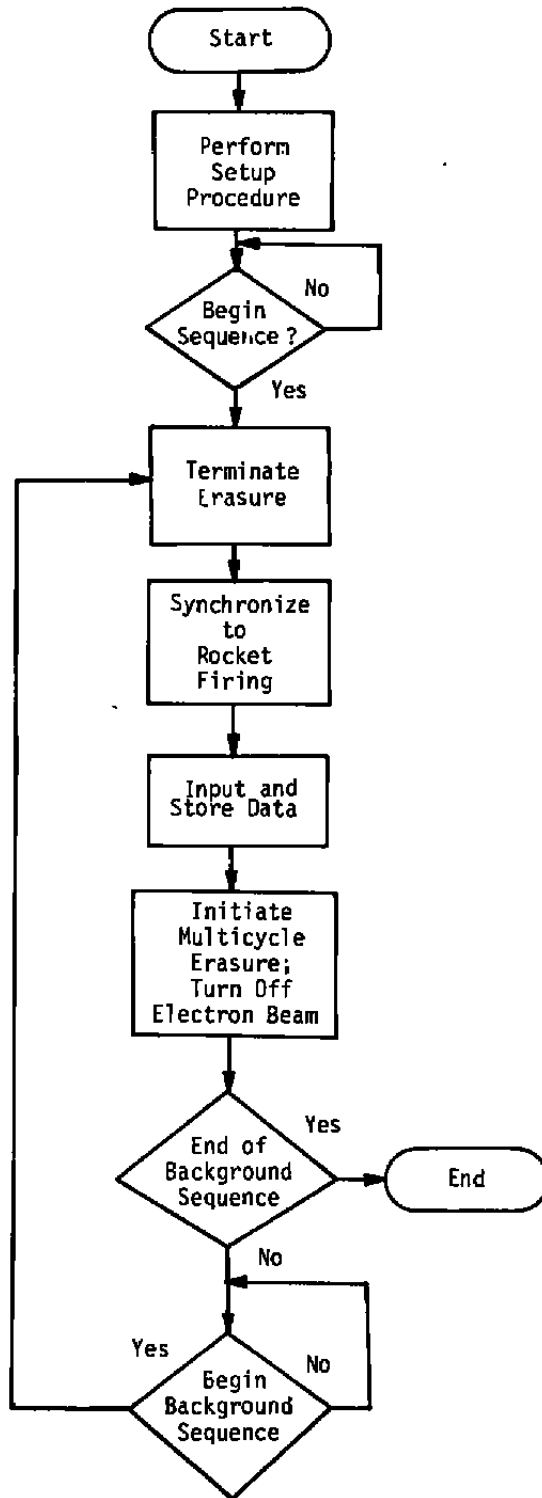 Start
Perform
Setup
Procedure
No
Begin
Sequence ?
Yes
Terminate
Erasure
Synchronize
to
Rocket
Firing
Input and
Store Data
Initiate
Multicycle
Erasure;
Turn Off
Electron Beam
Yes
End of
Background
Sequence
End
No
Yes
No
Begin
Background
Sequence